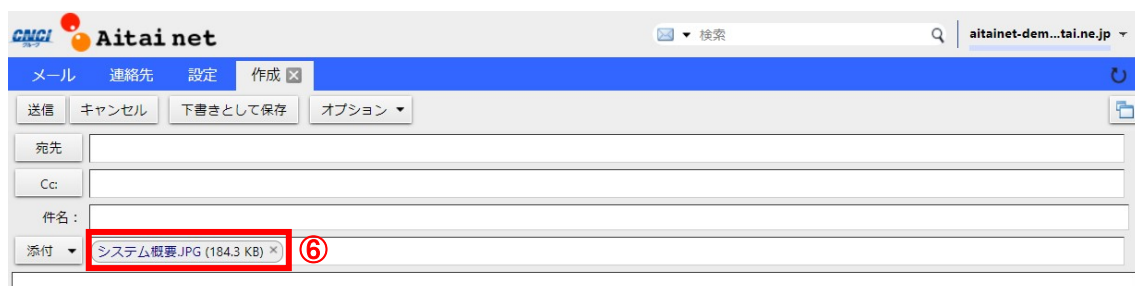 CNCI グループ Aitai net 検索 aitainet-dem...tai.ne.jp
メール 連絡先 設定 作成
送信 キャンセル 下書きとして保存 オプション
宛先
Cc:
件名：
添付 システム概要.JPG (184.3 KB) × ⑥